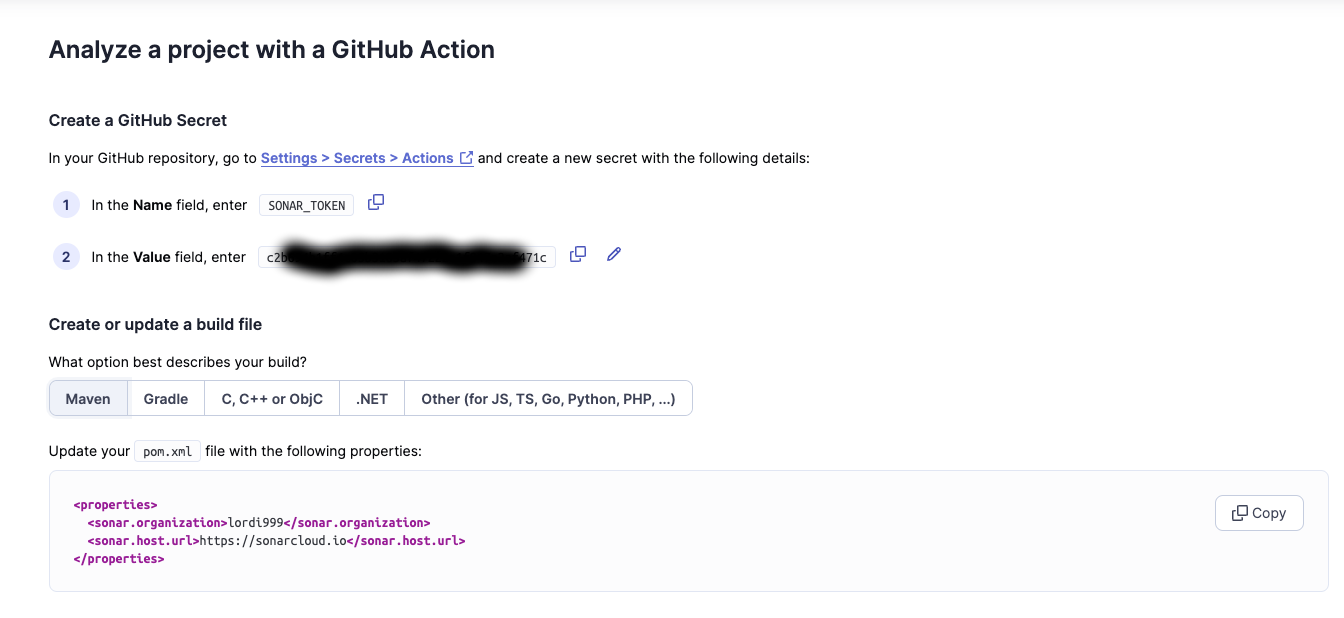 Analyze a project with a GitHub Action
Create a GitHub Secret
In your GitHub repository, go to Settings > Secrets > Actions and create a new secret with the following details:
1 In the Name field, enter SONAR_TOKEN
2 In the Value field, enter
Create or update a build file
What option best describes your build?
Maven Gradle C, C++ or ObjC .NET Other (for JS, TS, Go, Python, PHP, ...)
Update your pom.xml file with the following properties:
<properties>
<sonar.organization>lordi999</sonar.organization>
<sonar.host.url>https://sonarcloud.io</sonar.host.url>
</properties>
Copy